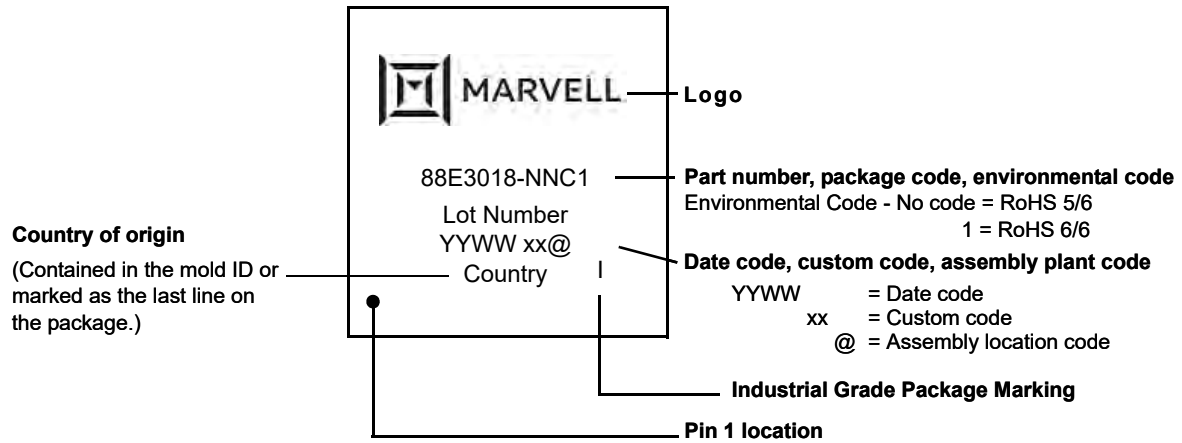 MARVELL
Logo
88E3018-NNC1
Part number, package code, environmental code
Environmental Code - No code = RoHS 5/6
1 = RoHS 6/6
Lot Number
YYWW xx@
Country
I
Country of origin
(Contained in the mold ID or
marked as the last line on
the package.)
Date code, custom code, assembly plant code
YYWW = Date code
xx = Custom code
@ = Assembly location code
Industrial Grade Package Marking
Pin 1 location